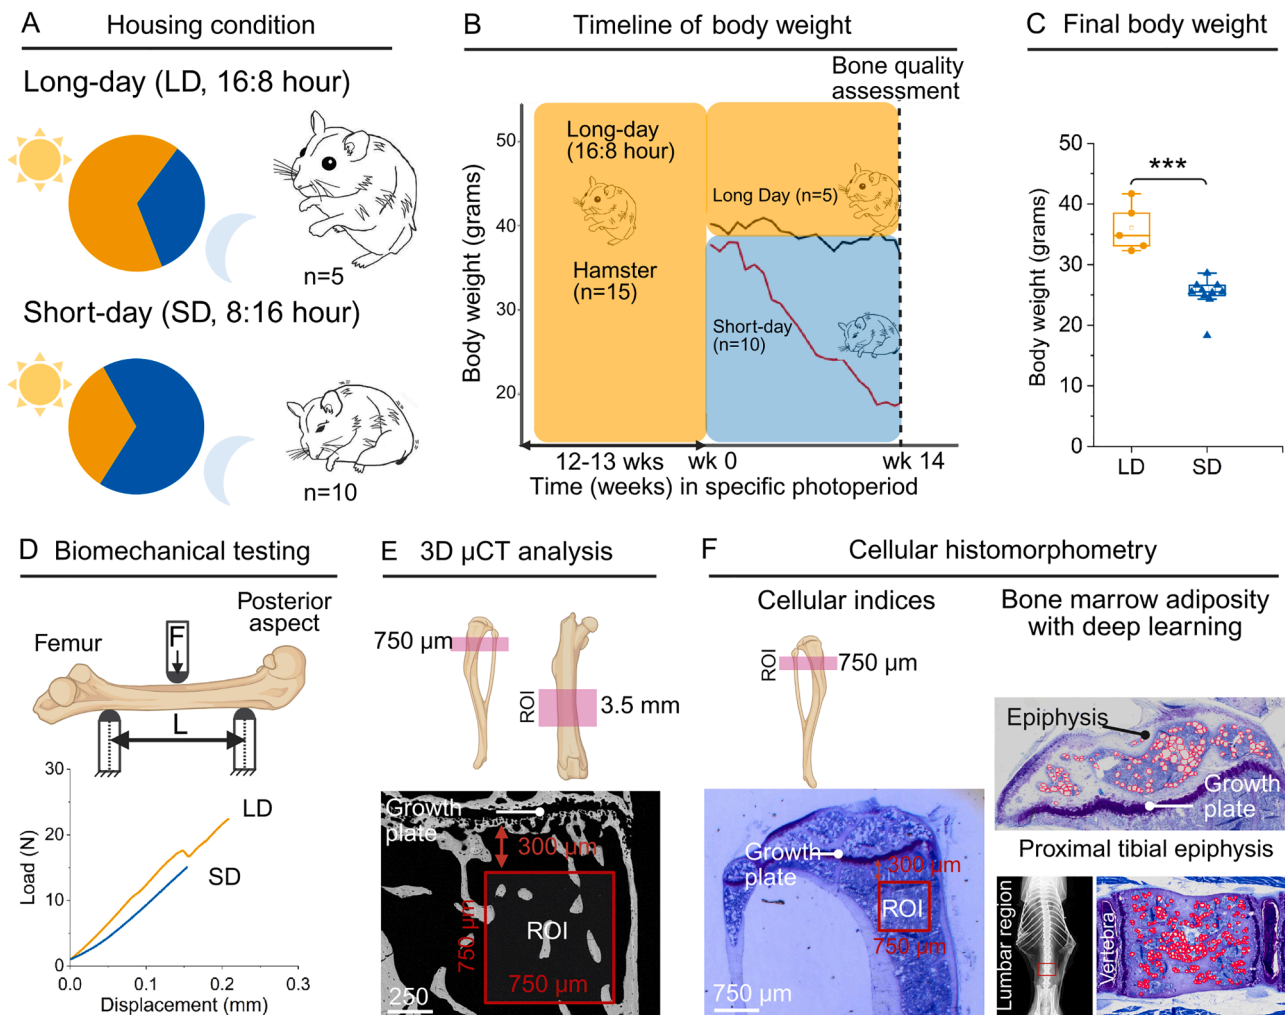 A Housing condition
Long-day (LD, 16:8 hour)
n=5
Short-day (SD, 8:16 hour)
n=10
B Timeline of body weight
Bone quality
assessment
Body weight (grams)
50
40
30
20
Long-day
(16:8 hour)
Hamster
(n=15)
Long Day (n=5)
Short-day
(n=10)
12-13 wks
wk 0
wk 14
Time (weeks) in specific photoperiod
C Final body weight
Body weight (grams)
50
40
30
20
10
0
***
LD
SD
D Biomechanical testing
Posterior
aspect
Femur
F
L
Load (N)
30
20
10
0
LD
SD
0.0
0.1
0.2
0.3
Displacement (mm)
E 3D µCT analysis
750 µm
ROI
3.5 mm
Growth
plate
300 µm
750 µm
ROI
750 µm
250
F Cellular histomorphometry
Cellular indices
ROI
750 µm
Growth
plate
300 µm
ROI
750 µm
750 µm
Bone marrow adiposity
with deep learning
Epiphysis
Growth
plate
Proximal tibial epiphysis
Lumbar region
Vertebra